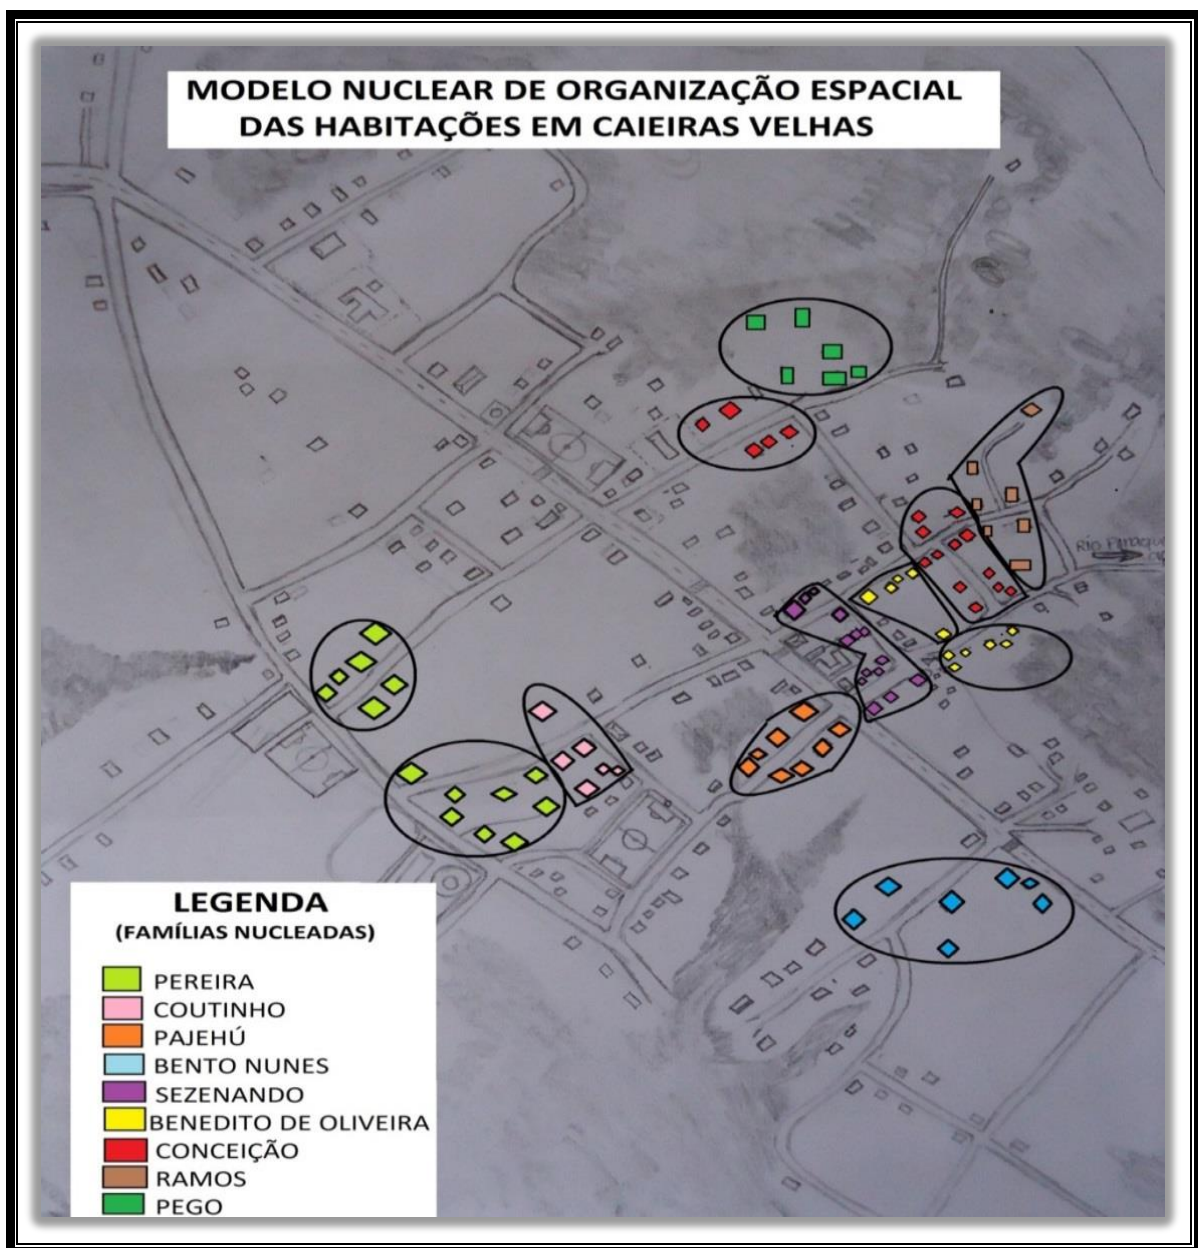 MODELO NUCLEAR DE ORGANIZAÇÃO ESPACIAL
DAS HABITAÇÕES EM CAIEIRAS VELHAS
LEGENDA
(FAMÍLIAS NUCLEADAS)
PEREIRA
COUTINHO
PAJEHÚ
BENTO NUNES
SEZENANDO
BENEDITO DE OLIVEIRA
CONCEIÇÃO
RAMOS
PEGO
RIO